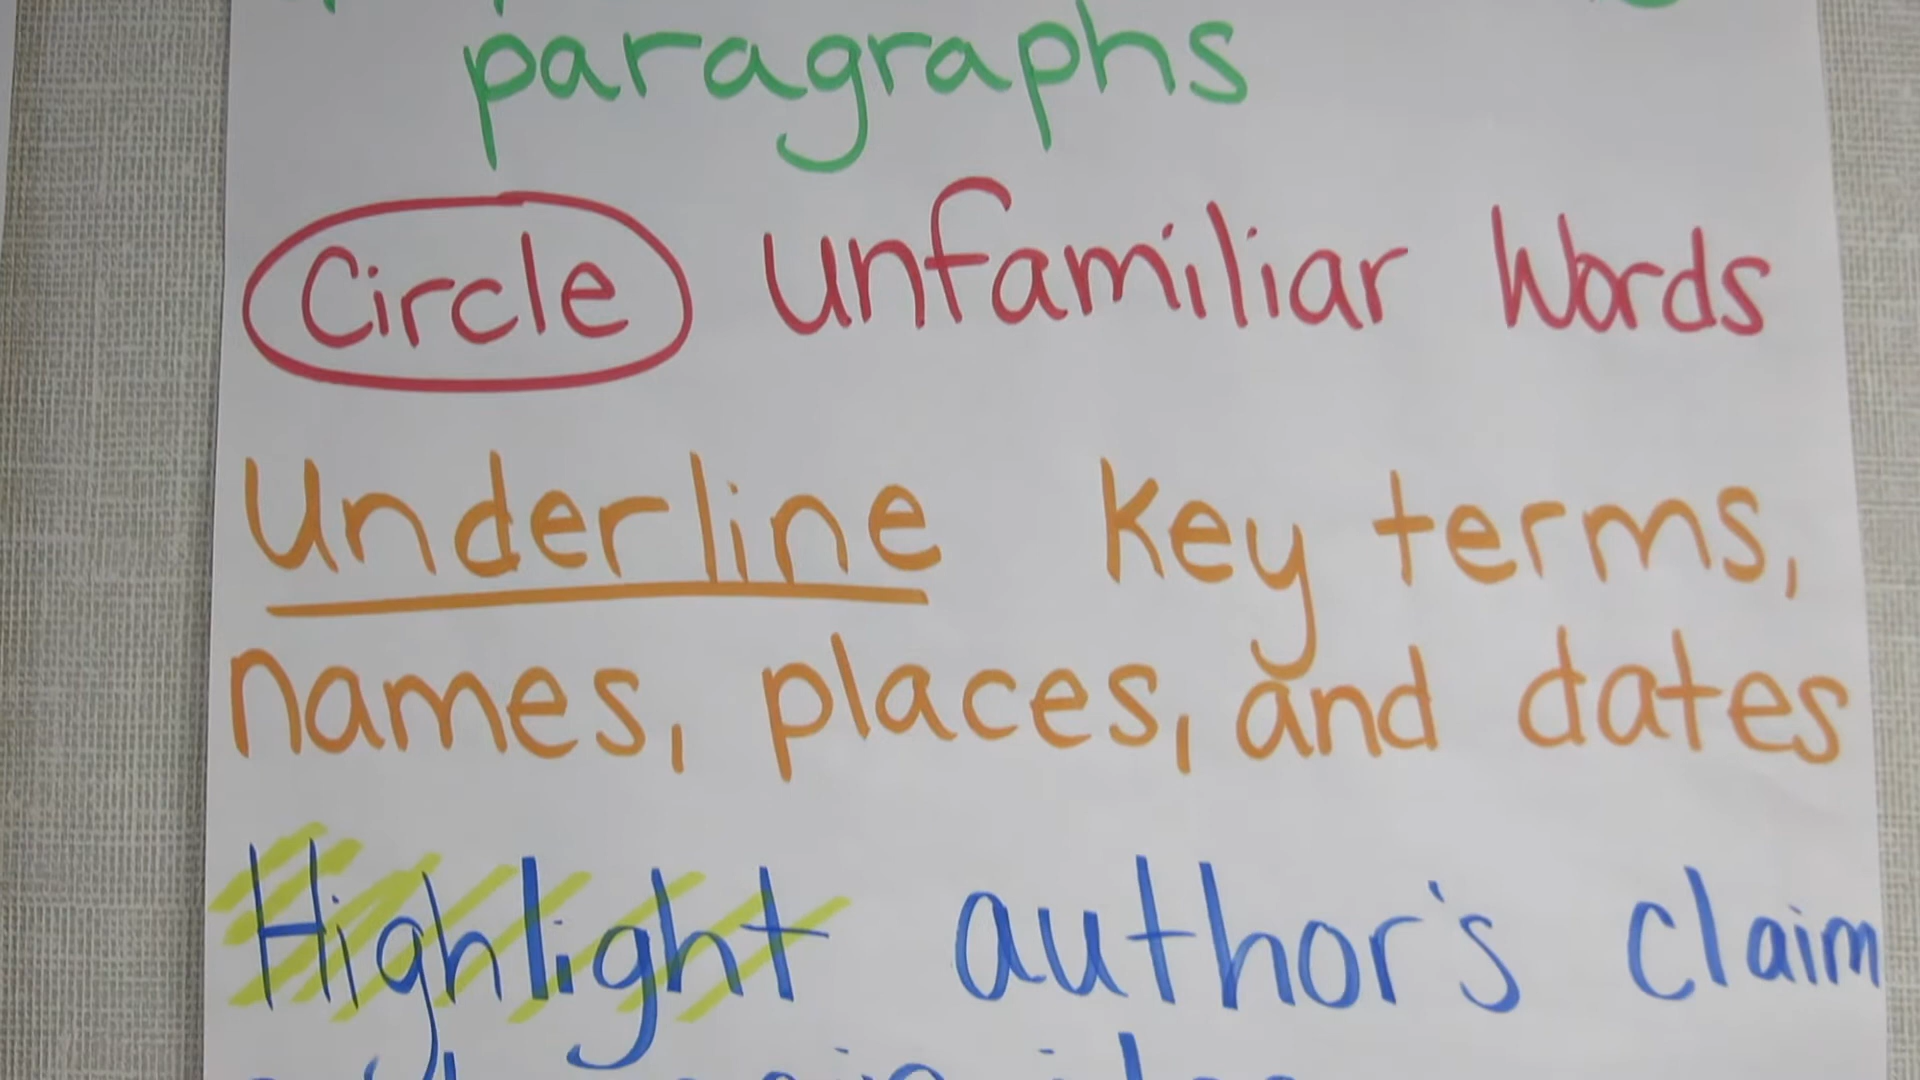 paragraphs
Circle unfamiliar Words
Underline key terms,
names, places, and dates
Highlight author's claim